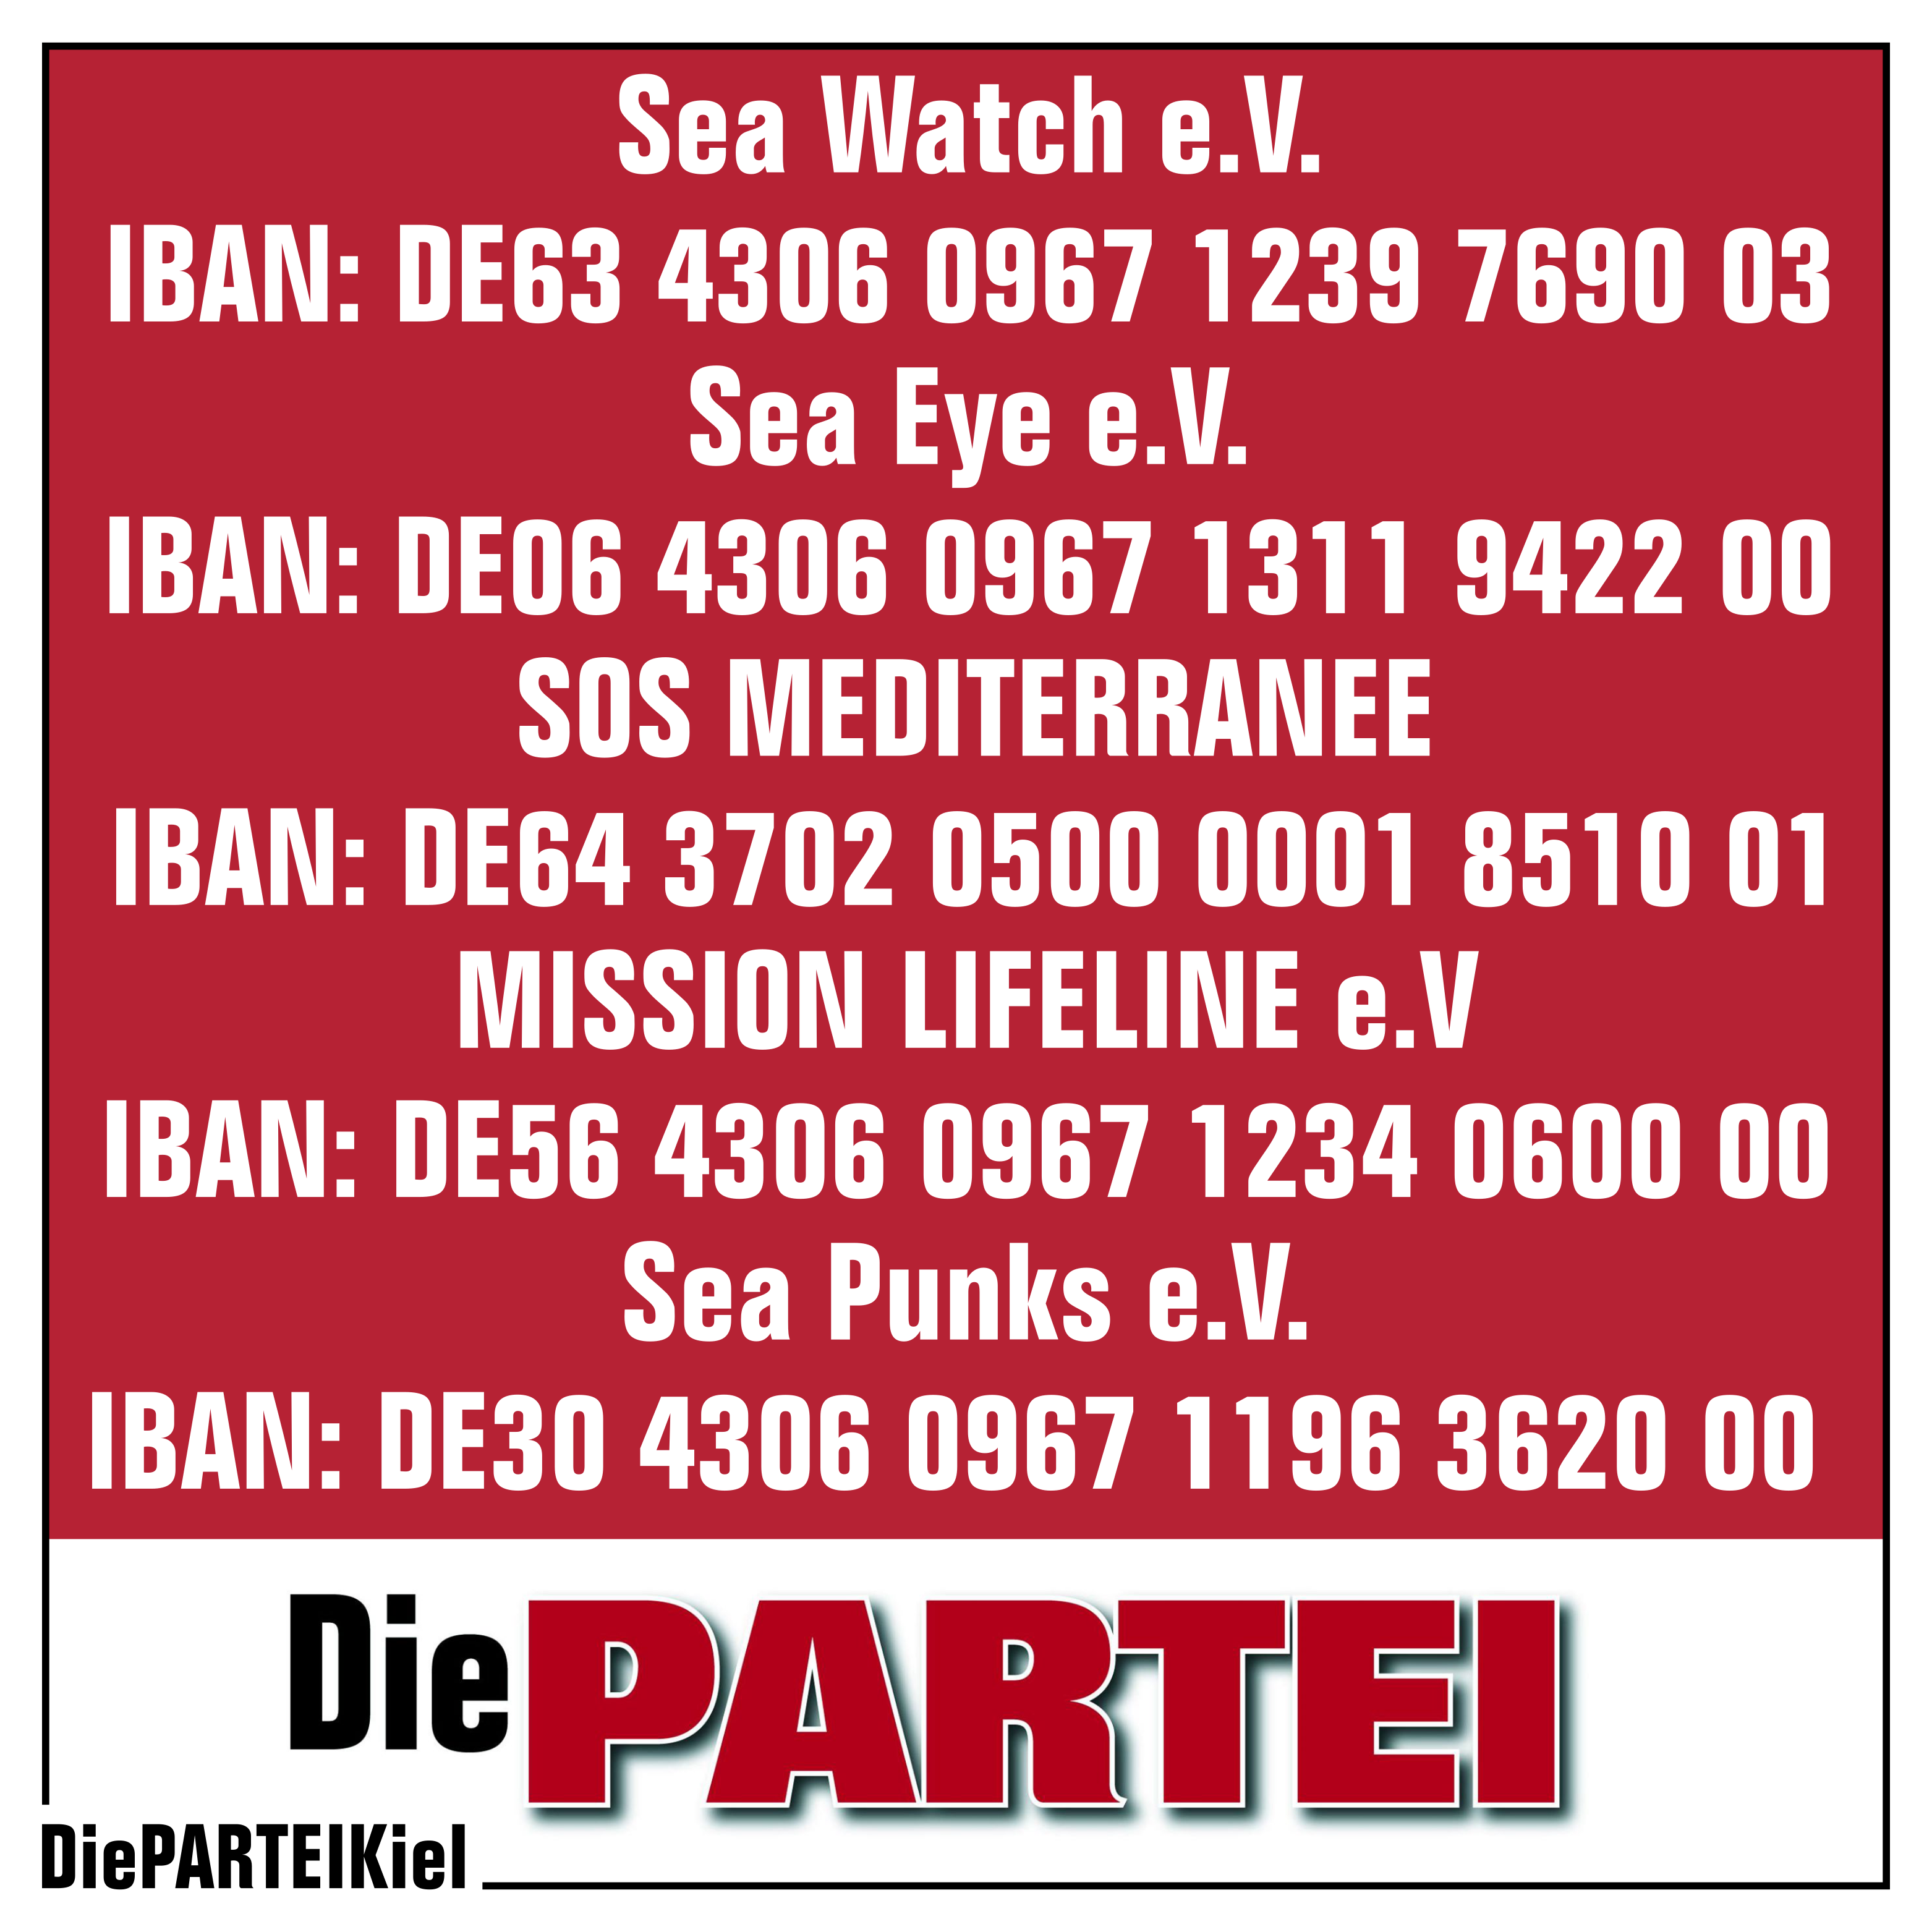 Sea Watch e.V.
IBAN: DE63 4306 0967 1239 7690 03
Sea Eye e.V.
IBAN: DE06 4306 0967 1311 9422 00
SOS MEDITERRANEE
IBAN: DE64 3702 0500 0001 8510 01
MISSION LIFELINE e.V
IBAN: DE56 4306 0967 1234 0600 00
Sea Punks e.V.
IBAN: DE30 4306 0967 1196 3620 00
Die PARTEI
DiePARTEIKiel